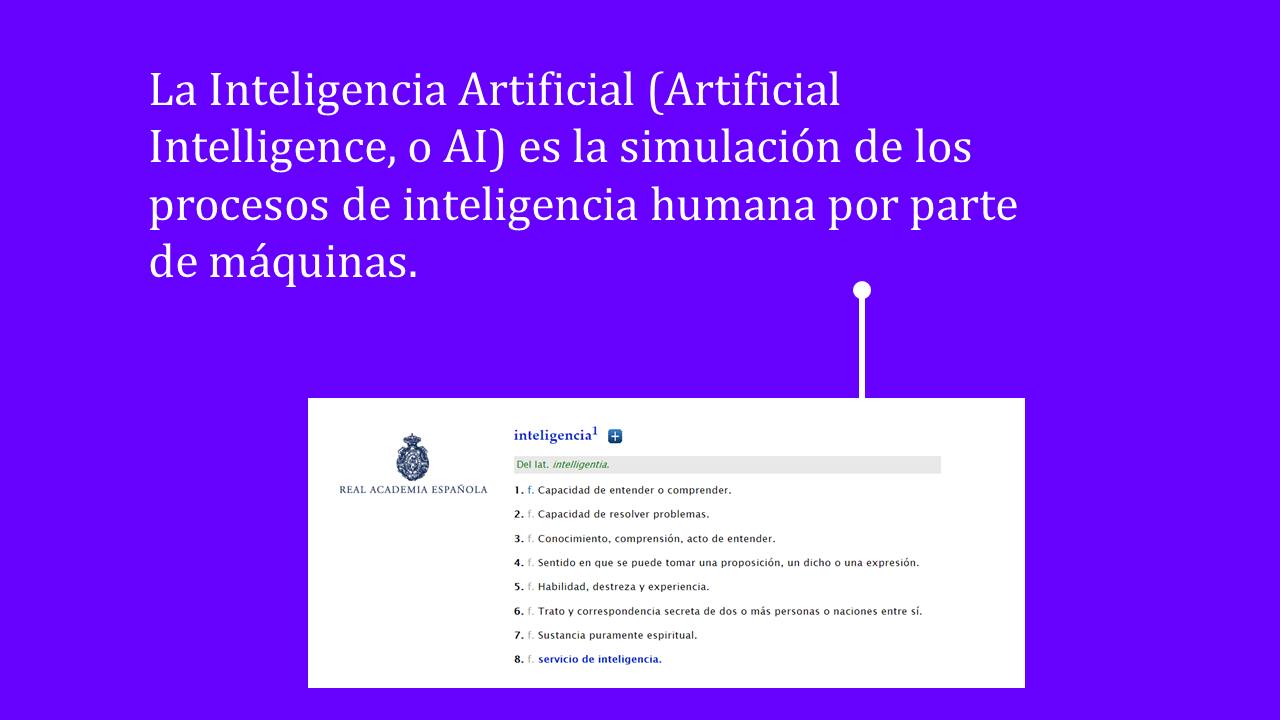 La Inteligencia Artificial (Artificial
Intelligence, o AI) es la simulación de los
procesos de inteligencia humana por parte
de máquinas.
REAL ACADEMIA ESPAÑOLA
inteligencia1
Del lat. intelligentia.
1. f. Capacidad de entender o comprender.
2. f. Capacidad de resolver problemas.
3. f. Conocimiento, comprensión, acto de entender.
4. f. Sentido en que se puede tomar una proposición, un dicho o una expresión.
5. f. Habilidad, destreza y experiencia.
6. f. Trato y correspondencia secreta de dos o más personas o naciones entre sí.
7. f. Sustancia puramente espiritual.
8. f. servicio de inteligencia.